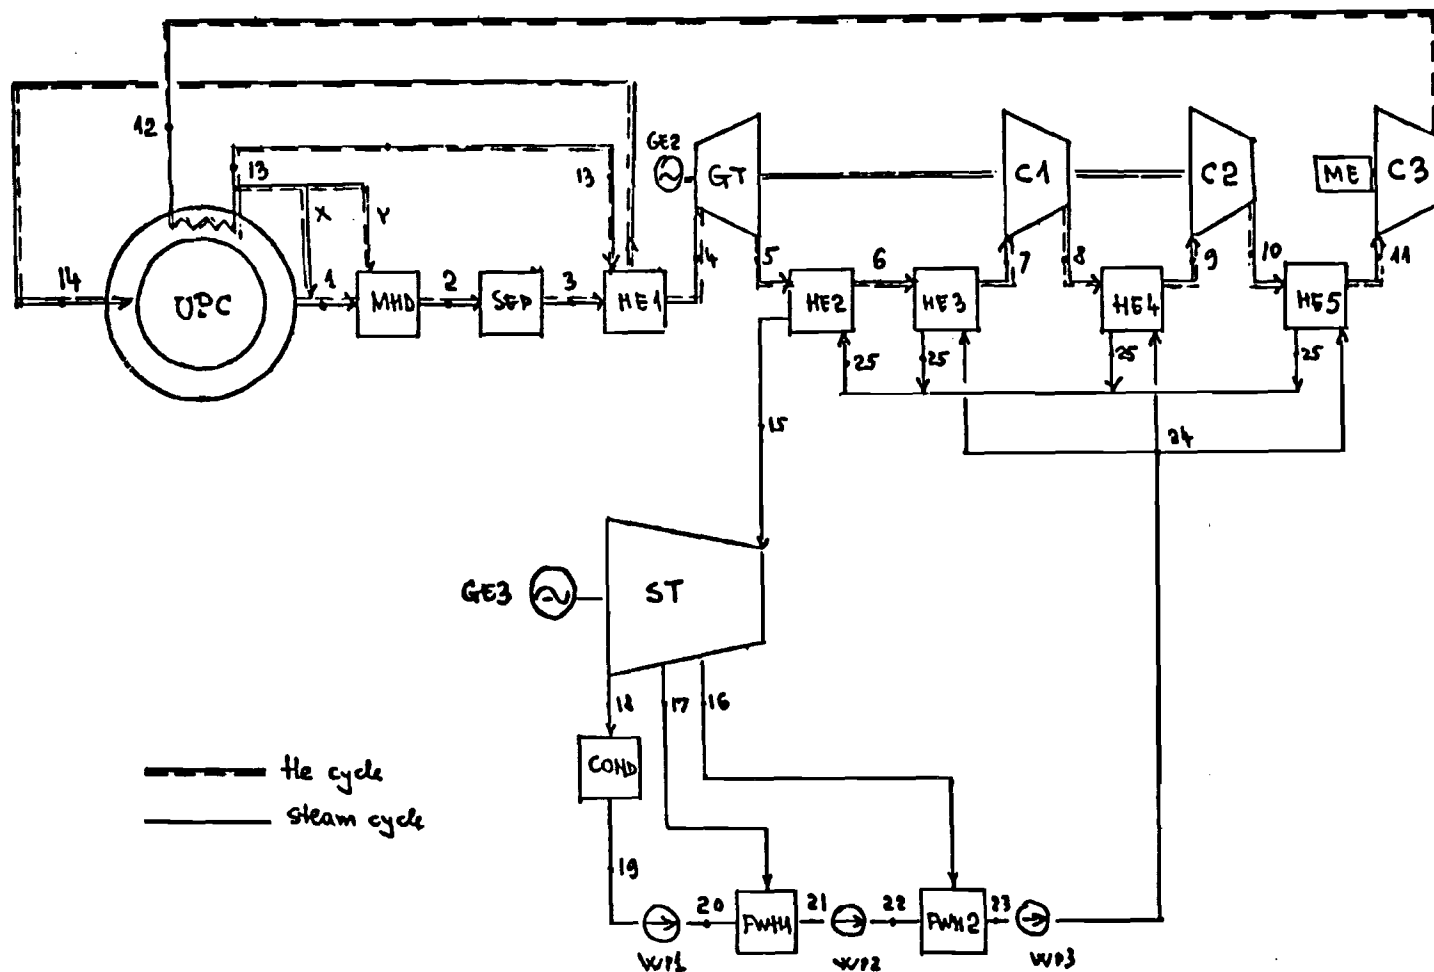 12
GE2
GT
C1
C2
ME
C3
13
13
X
Y
14
UPC
1
MHD
2
SEP
3
HE1
4
5
HE2
6
HE3
7
8
HE4
9
10
HE5
11
25
25
25
25
15
24
GE3
ST
18
17
16
COND
He cycle
steam cycle
19
20
FWH1
21
22
FWH2
23
WP1
WP2
WP3